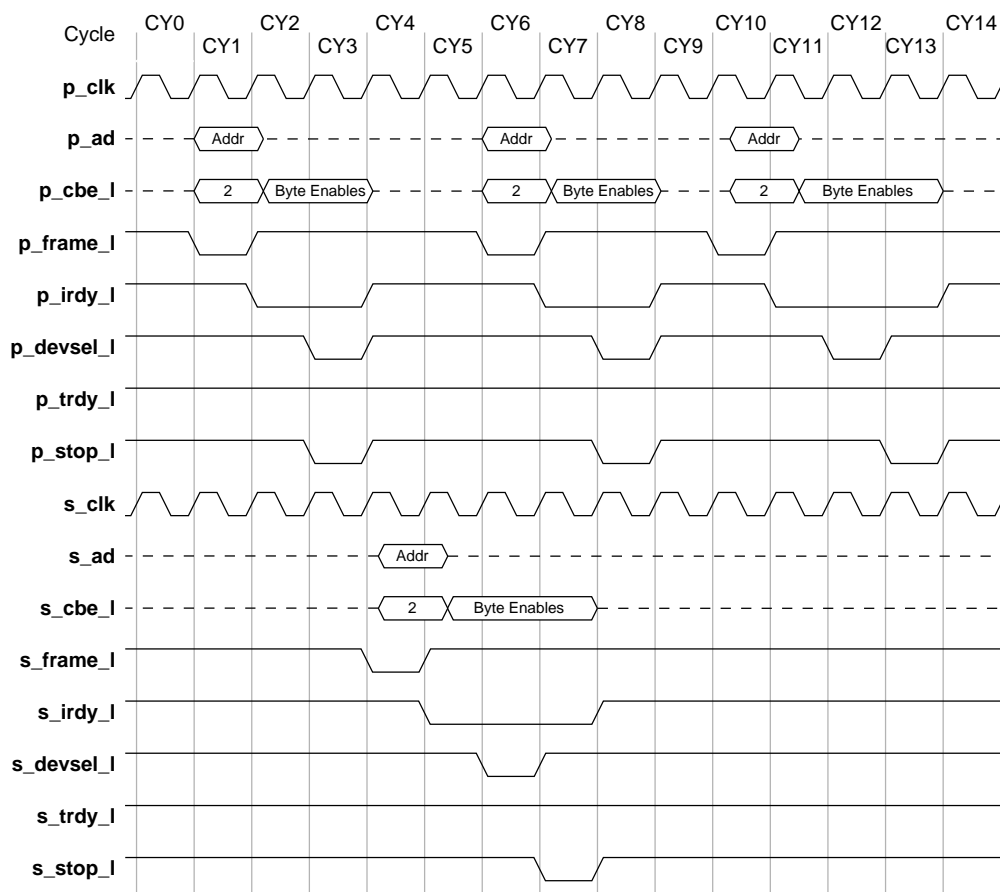 CY0 CY2 CY4 CY6 CY8 CY10 CY12 CY14
Cycle CY1 CY3 CY5 CY7 CY9 CY11 CY13
p_clk
p_ad Addr Addr Addr
p_cbe_l 2 Byte Enables 2 Byte Enables 2 Byte Enables
p_frame_l
p_irdy_l
p_devsel_l
p_trdy_l
p_stop_l
s_clk
s_ad Addr
s_cbe_l 2 Byte Enables
s_frame_l
s_irdy_l
s_devsel_l
s_trdy_l
s_stop_l